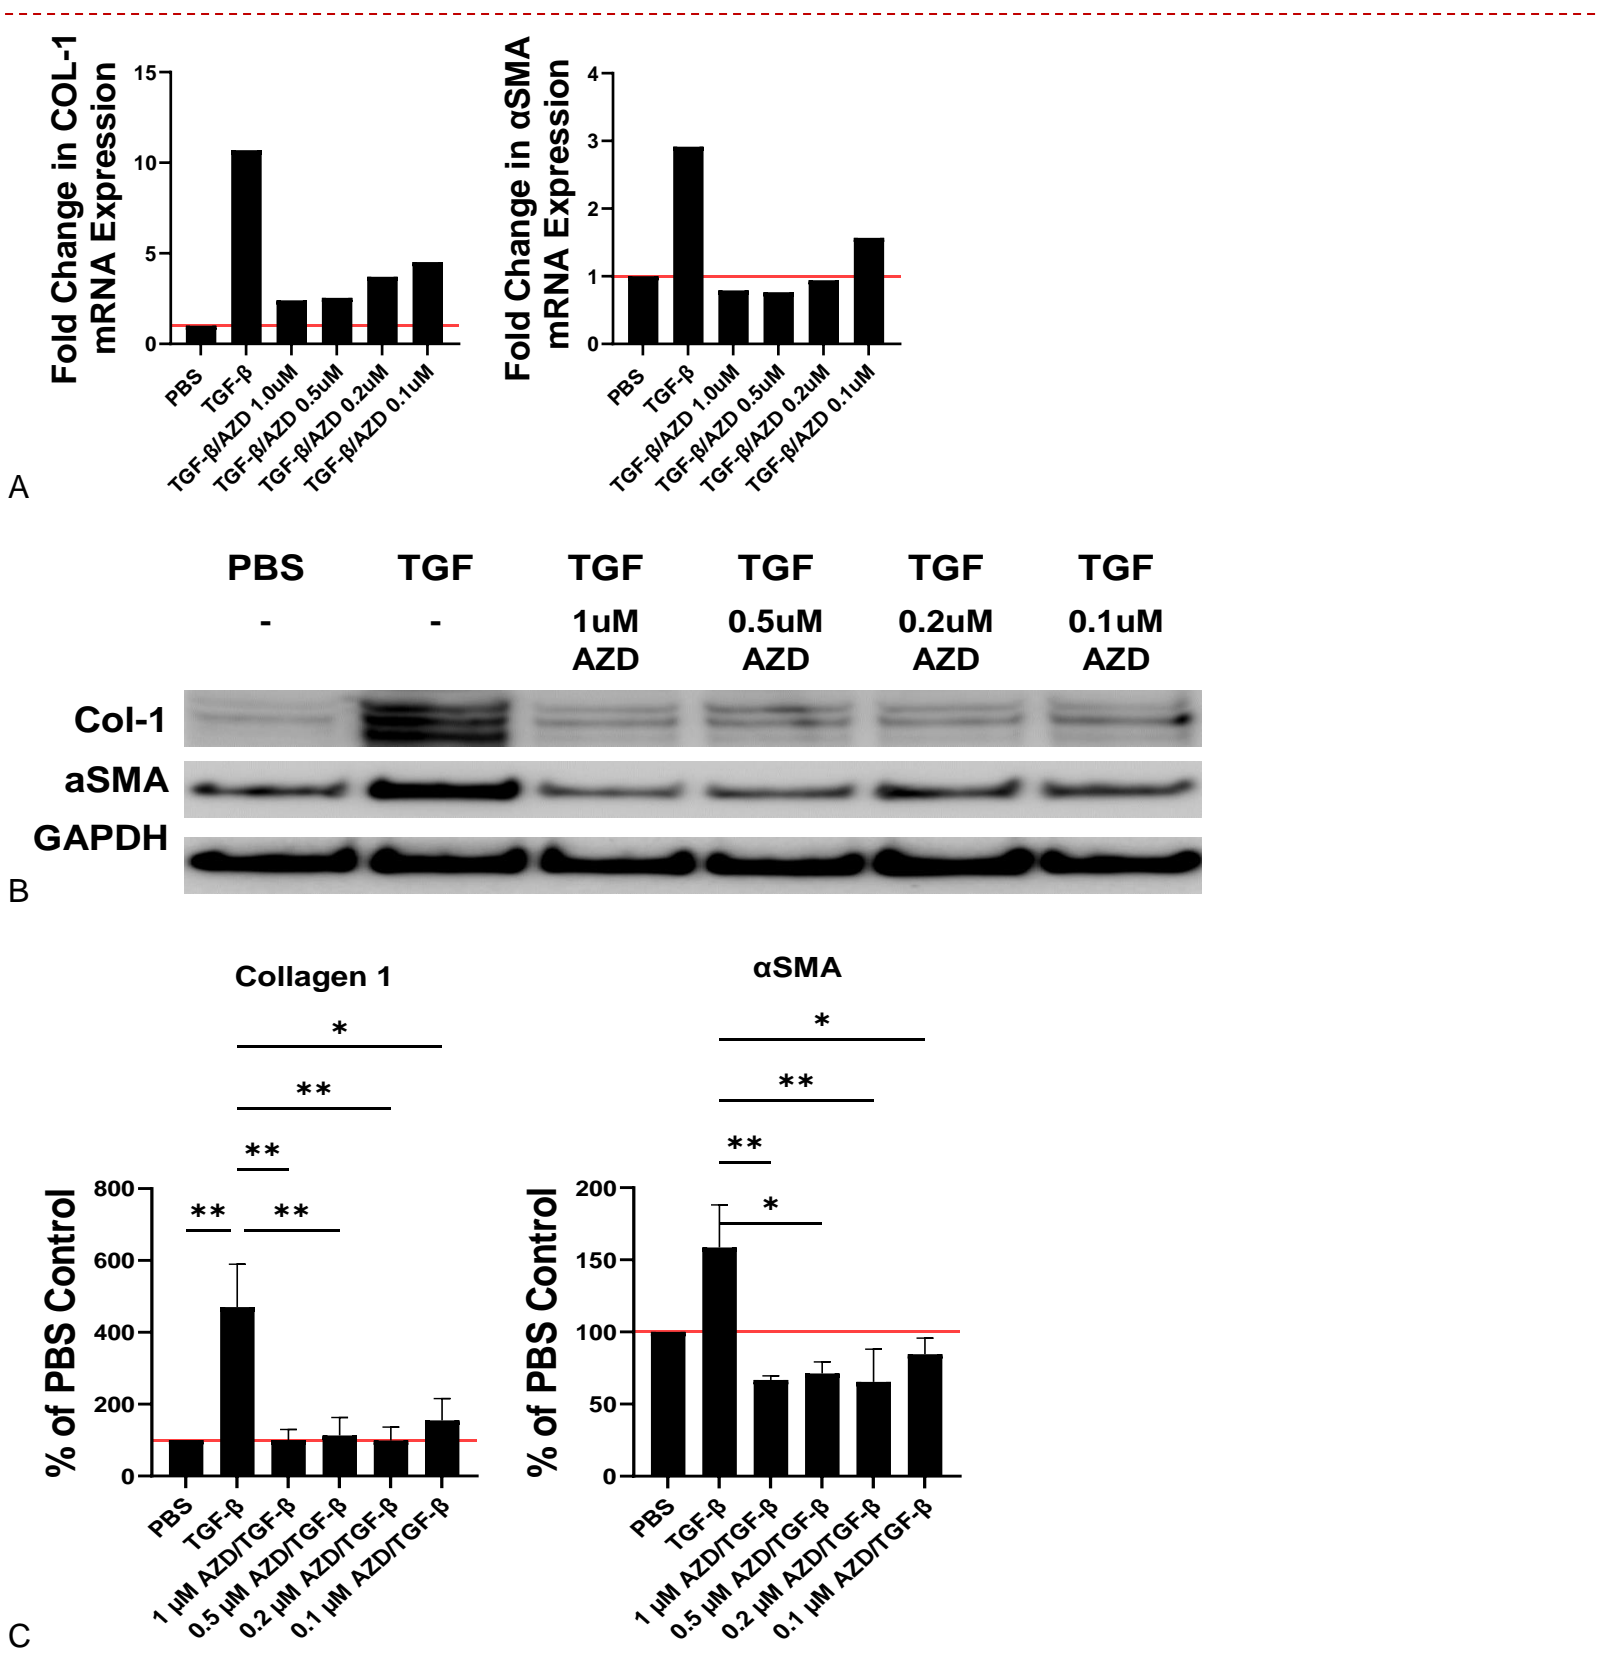 Fold Change in COL-1
mRNA Expression
15
10
5
0
PBS
TGF-β
TGF-β/AZD 1.0uM
TGF-β/AZD 0.5uM
TGF-β/AZD 0.2uM
TGF-β/AZD 0.1uM
Fold Change in αSMA
mRNA Expression
4
3
2
1
0
PBS
TGF-β
TGF-β/AZD 1.0uM
TGF-β/AZD 0.5uM
TGF-β/AZD 0.2uM
TGF-β/AZD 0.1uM
A
PBS TGF TGF TGF TGF TGF
- - 1uM 0.5uM 0.2uM 0.1uM
AZD AZD AZD AZD
Col-1
aSMA
GAPDH
B
Collagen 1
*
**
**
** **
% of PBS Control
800
600
400
200
0
PBS
TGF-β
1 µM AZD/TGF-β
0.5 µM AZD/TGF-β
0.2 µM AZD/TGF-β
0.1 µM AZD/TGF-β
αSMA
*
**
**
*
% of PBS Control
200
150
100
50
0
PBS
TGF-β
1 µM AZD/TGF-β
0.5 µM AZD/TGF-β
0.2 µM AZD/TGF-β
0.1 µM AZD/TGF-β
C